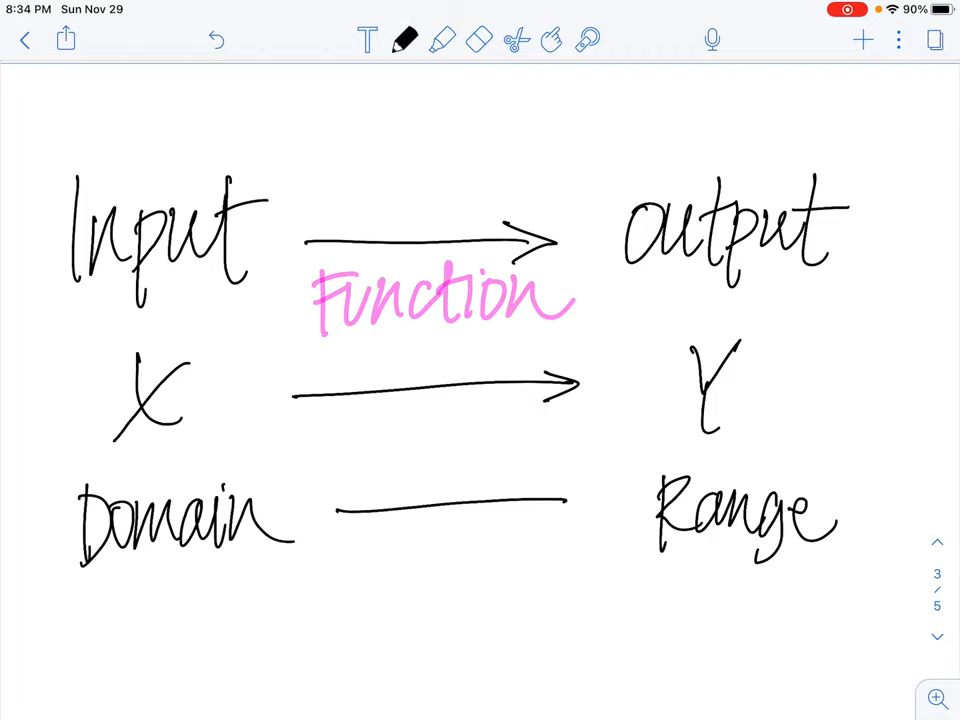 8:34 PM Sun Nov 29 90%
T
Input Output
Function
X Y
Domain Range
3
/
5